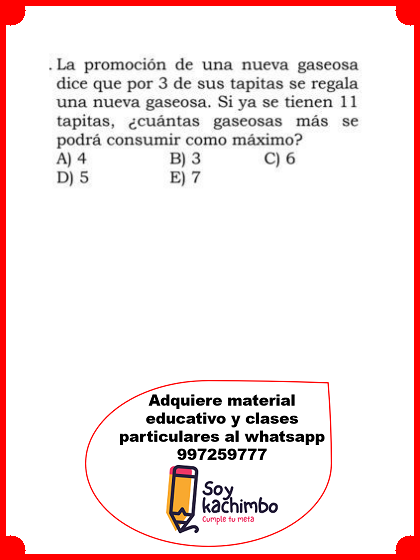 . La promoción de una nueva gaseosa
dice que por 3 de sus tapitas se regala
una nueva gaseosa. Si ya se tienen 11
tapitas, ¿cuántas gaseosas más se
podrá consumir como máximo?
A) 4 B) 3 C) 6
D) 5 E) 7
Adquiere material
educativo y clases
particulares al whatsapp
997259777
Soy
kachimbo
Cumple tu meta